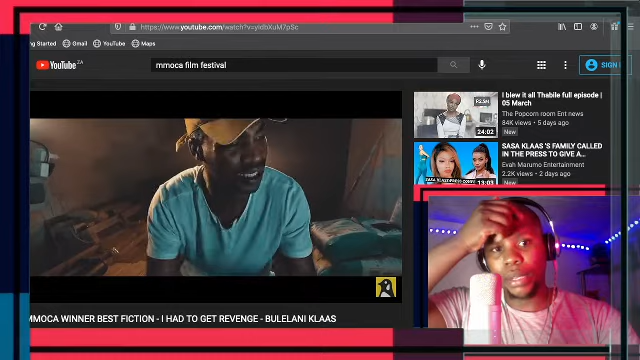 https://www.youtube.com/watch?v=yIdbXuM7pSc
ng Started
Gmail
YouTube
Maps
YouTube ZA
mmoca film festival
SIGN I
I blew it all Thabile full episode |
05 March
The Popcorn room Ent news
84K views • 5 days ago
New
24:02
SASA KLAAS 'S FAMILY CALLED
IN THE PRESS TO GIVE A...
Evah Marumo Entertainment
2.2K views • 2 days ago
New
13:03
MMOCA WINNER BEST FICTION - I HAD TO GET REVENGE - BULELANI KLAAS